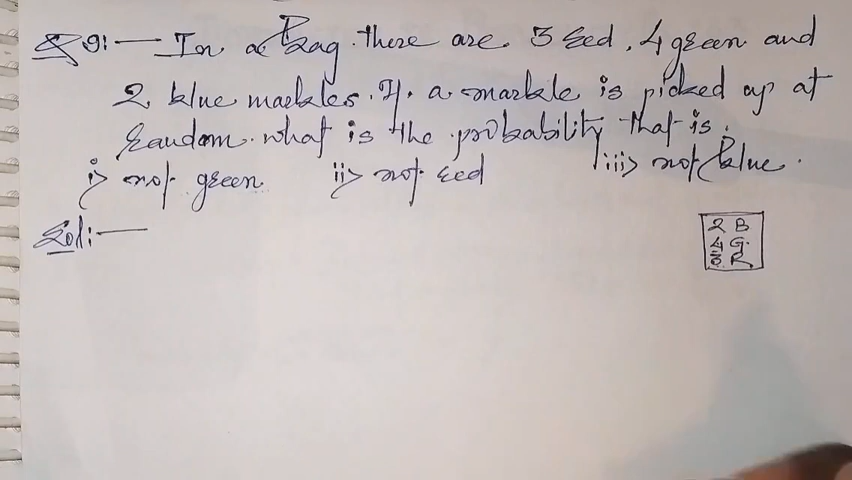 Q 9:— In a Bag there are 3 red, 4 green and
2 blue marbles. If a marble is picked up at
random. what is the probability that is.
i> not green ii> not red iii> not blue.
Sol:—
2 B
4 G.
3 R